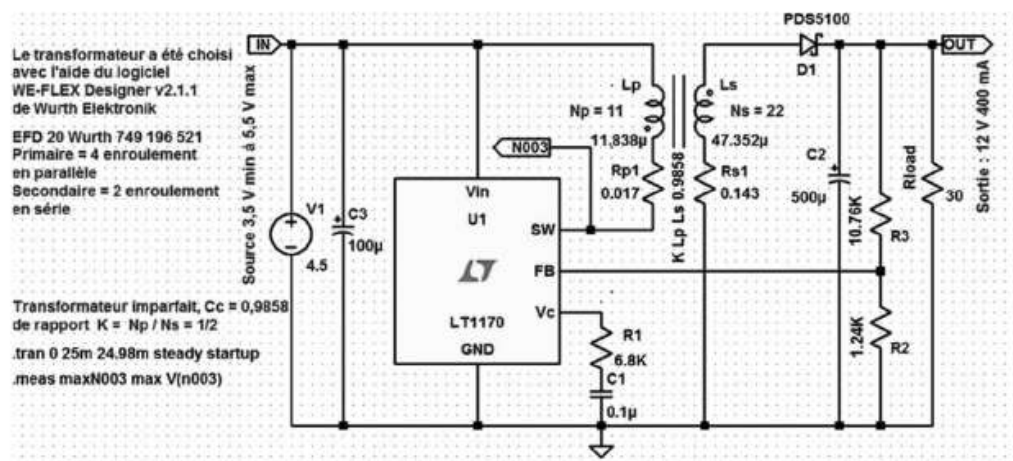 PDS5100
IN
OUT
D1
Le transformateur a été choisi
avec l'aide du logiciel
WE-FLEX Designer v2.1.1
de Wurth Elektronik
EFD 20 Wurth 749 196 521
Primaire = 4 enroulement
en parallèle
Secondaire = 2 enroulement
en série
Source 3,5 V min à 5,5 V max
V1
4.5
C3
100µ
N003
Vin
U1
SW
FB
Vc
LT1170
GND
Lp
Np = 11
11.838µ
Rp1
0.017
K Lp Ls 0.9858
Ls
Ns = 22
47.352µ
Rs1
0.143
C2
500µ
10.76K
R3
1.24K
R2
Rload
30
Sortie : 12 V 400 mA
R1
6.8K
C1
0.1µ
Transformateur imparfait, Cc = 0,9858
de rapport K = Np / Ns = 1/2
.tran 0 25m 24.98m steady startup
.meas maxN003 max V(n003)